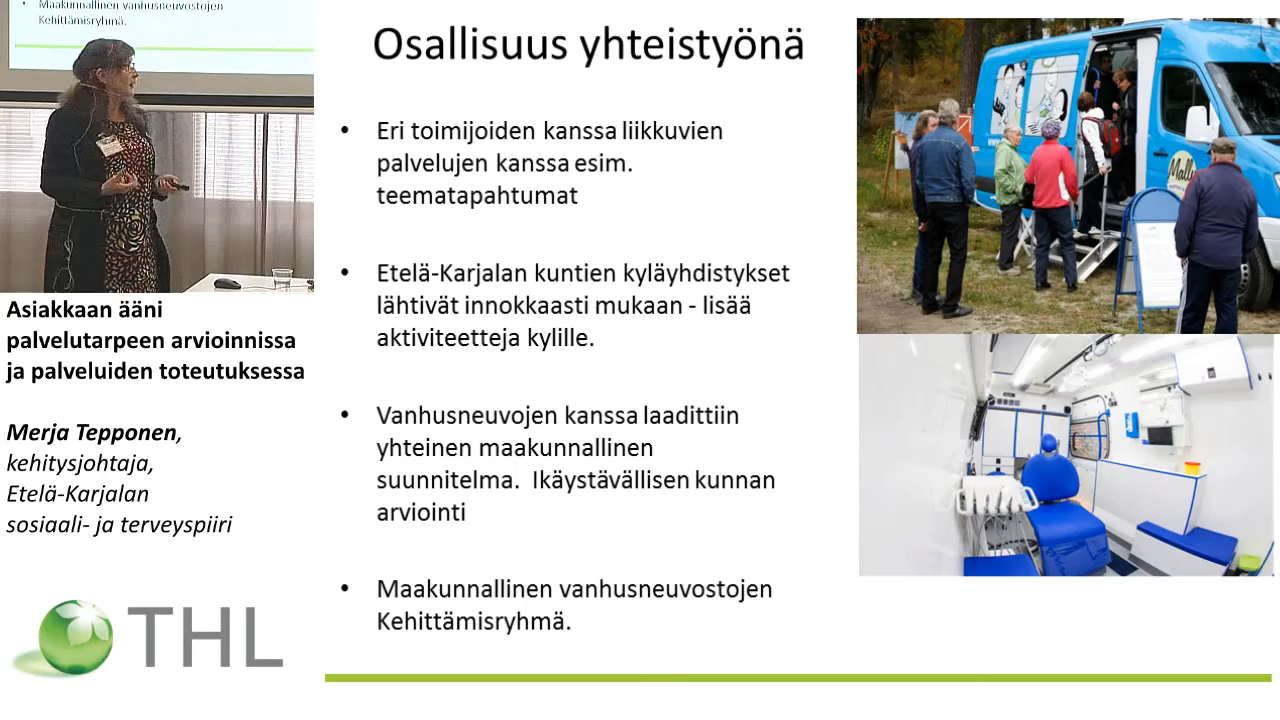 Maakunnallinen vanhusneuvostojen
Kehittämisryhmä.
Asiakkaan ääni
palvelutarpeen arvioinnissa
ja palveluiden toteutuksessa
Merja Tepponen,
kehitysjohtaja,
Etelä-Karjalan
sosiaali- ja terveyspiiri
THL
Osallisuus yhteistyönä
• Eri toimijoiden kanssa liikkuvien
palvelujen kanssa esim.
teematapahtumat
• Etelä-Karjalan kuntien kyläyhdistykset
lähtivät innokkaasti mukaan - lisää
aktiviteetteja kylille.
• Vanhusneuvojen kanssa laadittiin
yhteinen maakunnallinen
suunnitelma. Ikäystävällisen kunnan
arviointi
• Maakunnallinen vanhusneuvostojen
Kehittämisryhmä.